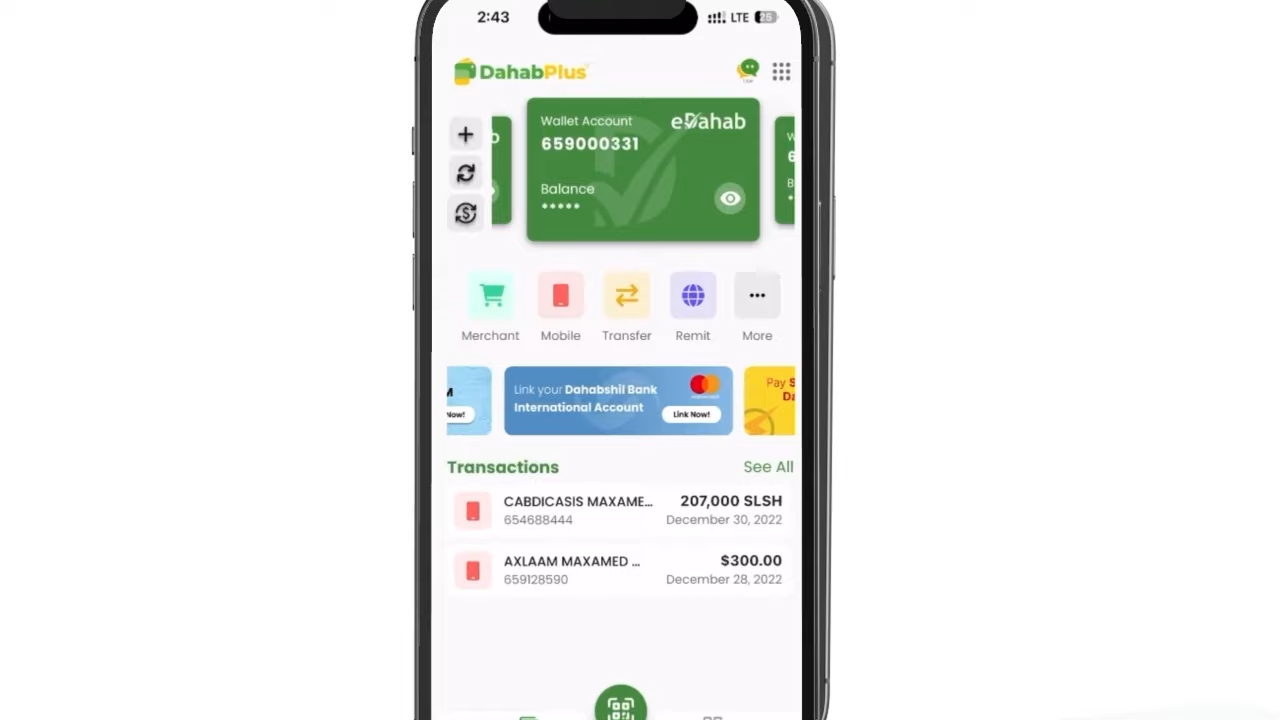 2:43
LTE 25
DahabPlus
Wallet Account
eDahab
659000331
Balance
*****
Merchant
Mobile
Transfer
Remit
More
Now!
Link your Dahabshil Bank
International Account
Link Now!
Pay
Transactions
See All
CABDICASIS MAXAME...
207,000 SLSH
654688444
December 30, 2022
AXLAAM MAXAMED ...
$300.00
659128590
December 28, 2022